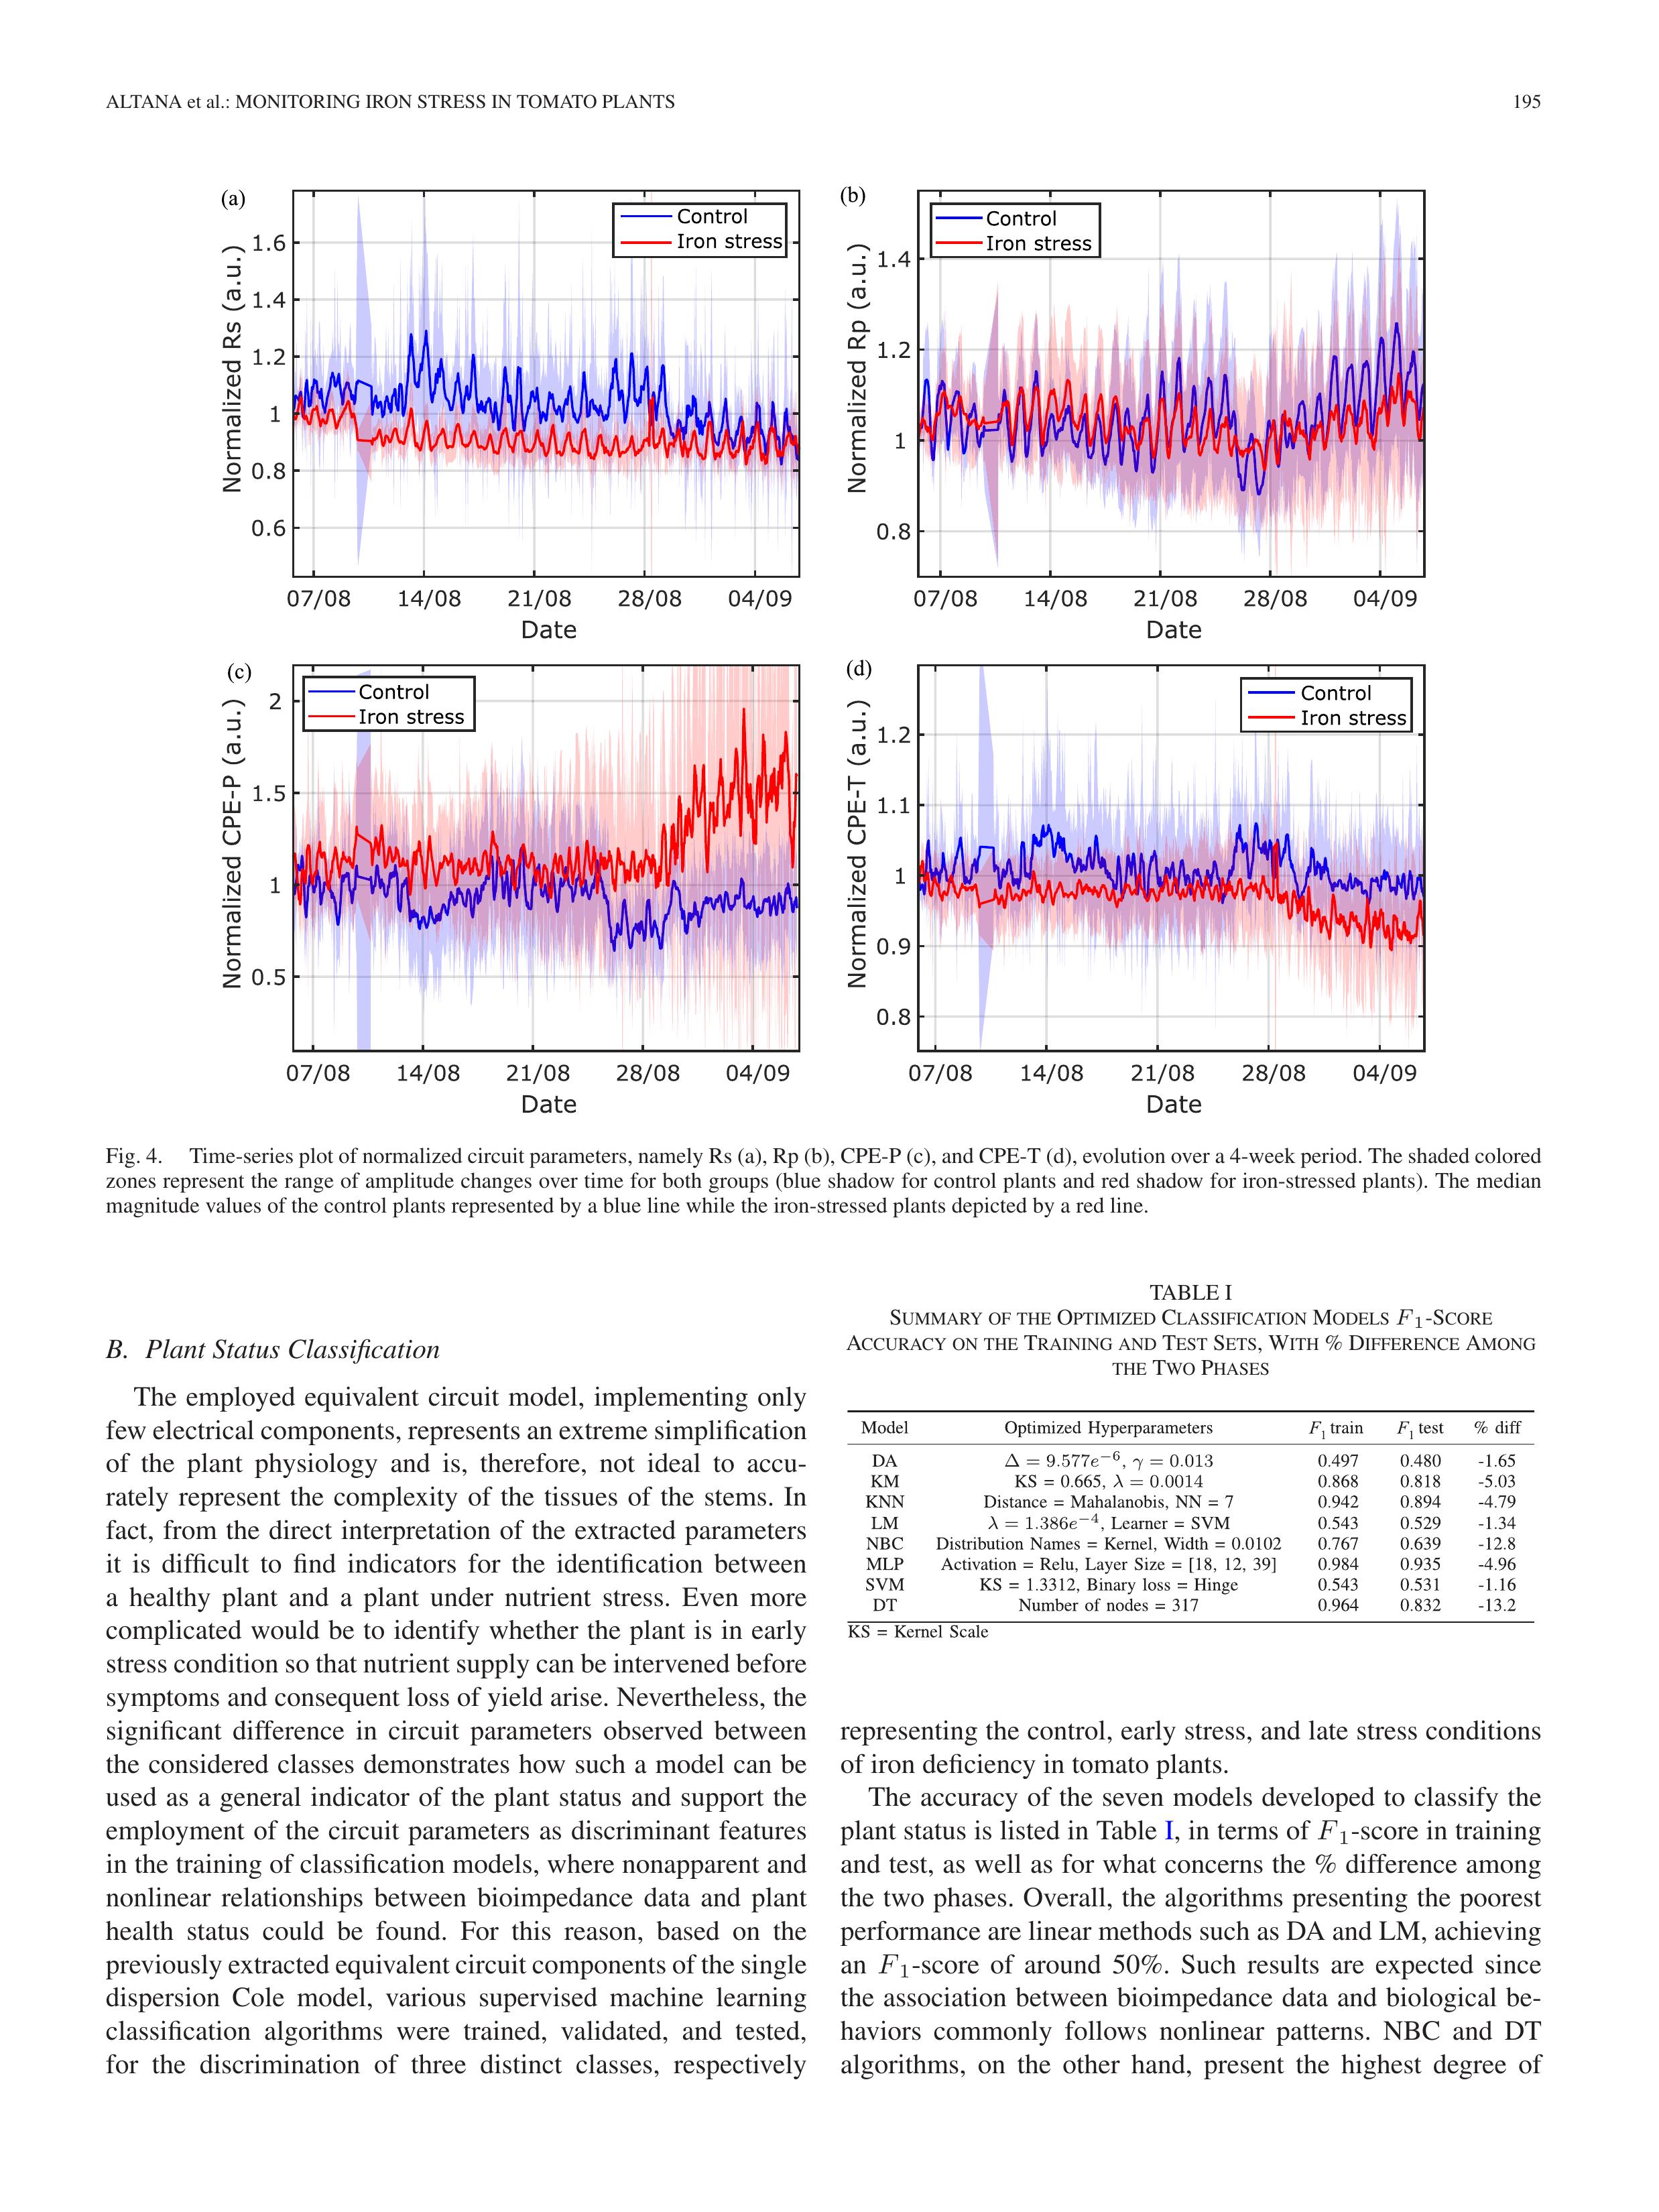 ALTANA et al.: MONITORING IRON STRESS IN TOMATO PLANTS
195
(a)
Control
Iron stress
1.6
1.4
1.2
1
0.8
0.6
Normalized Rs (a.u.)
07/08 14/08 21/08 28/08 04/09
Date
(b)
Control
Iron stress
1.4
1.2
1
0.8
Normalized Rp (a.u.)
07/08 14/08 21/08 28/08 04/09
Date
(c)
Control
Iron stress
2
1.5
1
0.5
Normalized CPE-P (a.u.)
07/08 14/08 21/08 28/08 04/09
Date
(d)
Control
Iron stress
1.2
1.1
1
0.9
0.8
Normalized CPE-T (a.u.)
07/08 14/08 21/08 28/08 04/09
Date
Fig. 4. Time-series plot of normalized circuit parameters, namely Rs (a), Rp (b), CPE-P (c), and CPE-T (d), evolution over a 4-week period. The shaded colored
zones represent the range of amplitude changes over time for both groups (blue shadow for control plants and red shadow for iron-stressed plants). The median
magnitude values of the control plants represented by a blue line while the iron-stressed plants depicted by a red line.
B. Plant Status Classification
The employed equivalent circuit model, implementing only
few electrical components, represents an extreme simplification
of the plant physiology and is, therefore, not ideal to accu-
rately represent the complexity of the tissues of the stems. In
fact, from the direct interpretation of the extracted parameters
it is difficult to find indicators for the identification between
a healthy plant and a plant under nutrient stress. Even more
complicated would be to identify whether the plant is in early
stress condition so that nutrient supply can be intervened before
symptoms and consequent loss of yield arise. Nevertheless, the
significant difference in circuit parameters observed between
the considered classes demonstrates how such a model can be
used as a general indicator of the plant status and support the
employment of the circuit parameters as discriminant features
in the training of classification models, where nonapparent and
nonlinear relationships between bioimpedance data and plant
health status could be found. For this reason, based on the
previously extracted equivalent circuit components of the single
dispersion Cole model, various supervised machine learning
classification algorithms were trained, validated, and tested,
for the discrimination of three distinct classes, respectively
TABLE I
SUMMARY OF THE OPTIMIZED CLASSIFICATION MODELS F1-SCORE
ACCURACY ON THE TRAINING AND TEST SETS, WITH % DIFFERENCE AMONG
THE TWO PHASES
Model Optimized Hyperparameters F1 train F1 test % diff
DA Δ = 9.577e−6, γ = 0.013 0.497 0.480 -1.65
KM KS = 0.665, λ = 0.0014 0.868 0.818 -5.03
KNN Distance = Mahalanobis, NN = 7 0.942 0.894 -4.79
LM λ = 1.386e−4, Learner = SVM 0.543 0.529 -1.34
NBC Distribution Names = Kernel, Width = 0.0102 0.767 0.639 -12.8
MLP Activation = Relu, Layer Size = [18, 12, 39] 0.984 0.935 -4.96
SVM KS = 1.3312, Binary loss = Hinge 0.543 0.531 -1.16
DT Number of nodes = 317 0.964 0.832 -13.2
KS = Kernel Scale
representing the control, early stress, and late stress conditions
of iron deficiency in tomato plants.
The accuracy of the seven models developed to classify the
plant status is listed in Table I, in terms of F1-score in training
and test, as well as for what concerns the % difference among
the two phases. Overall, the algorithms presenting the poorest
performance are linear methods such as DA and LM, achieving
an F1-score of around 50%. Such results are expected since
the association between bioimpedance data and biological be-
haviors commonly follows nonlinear patterns. NBC and DT
algorithms, on the other hand, present the highest degree of